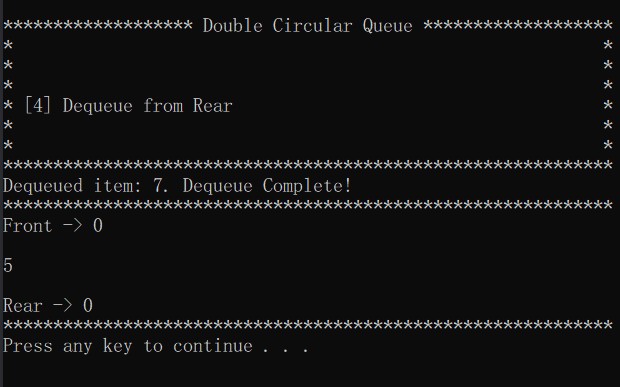 ******************* Double Circular Queue *******************
*                                                           *
*                                                           *
*                                                           *
* [4] Dequeue from Rear                                     *
*                                                           *
*                                                           *
*************************************************************
Dequeued item: 7. Dequeue Complete!
*************************************************************
Front -> 0
5
Rear -> 0
*************************************************************
Press any key to continue . . .